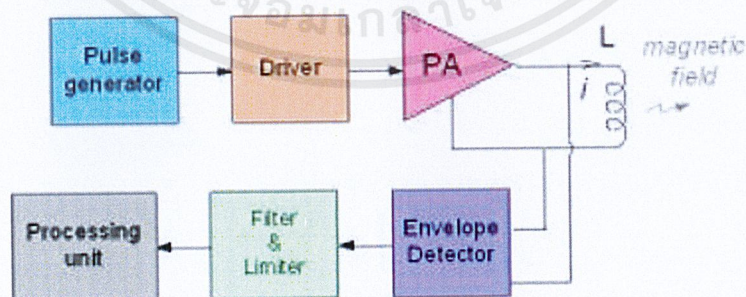 Pulse
generator
Driver
PA
L
i
magnetic
field
Processing
unit
Filter
&
Limiter
Envelope
Detector